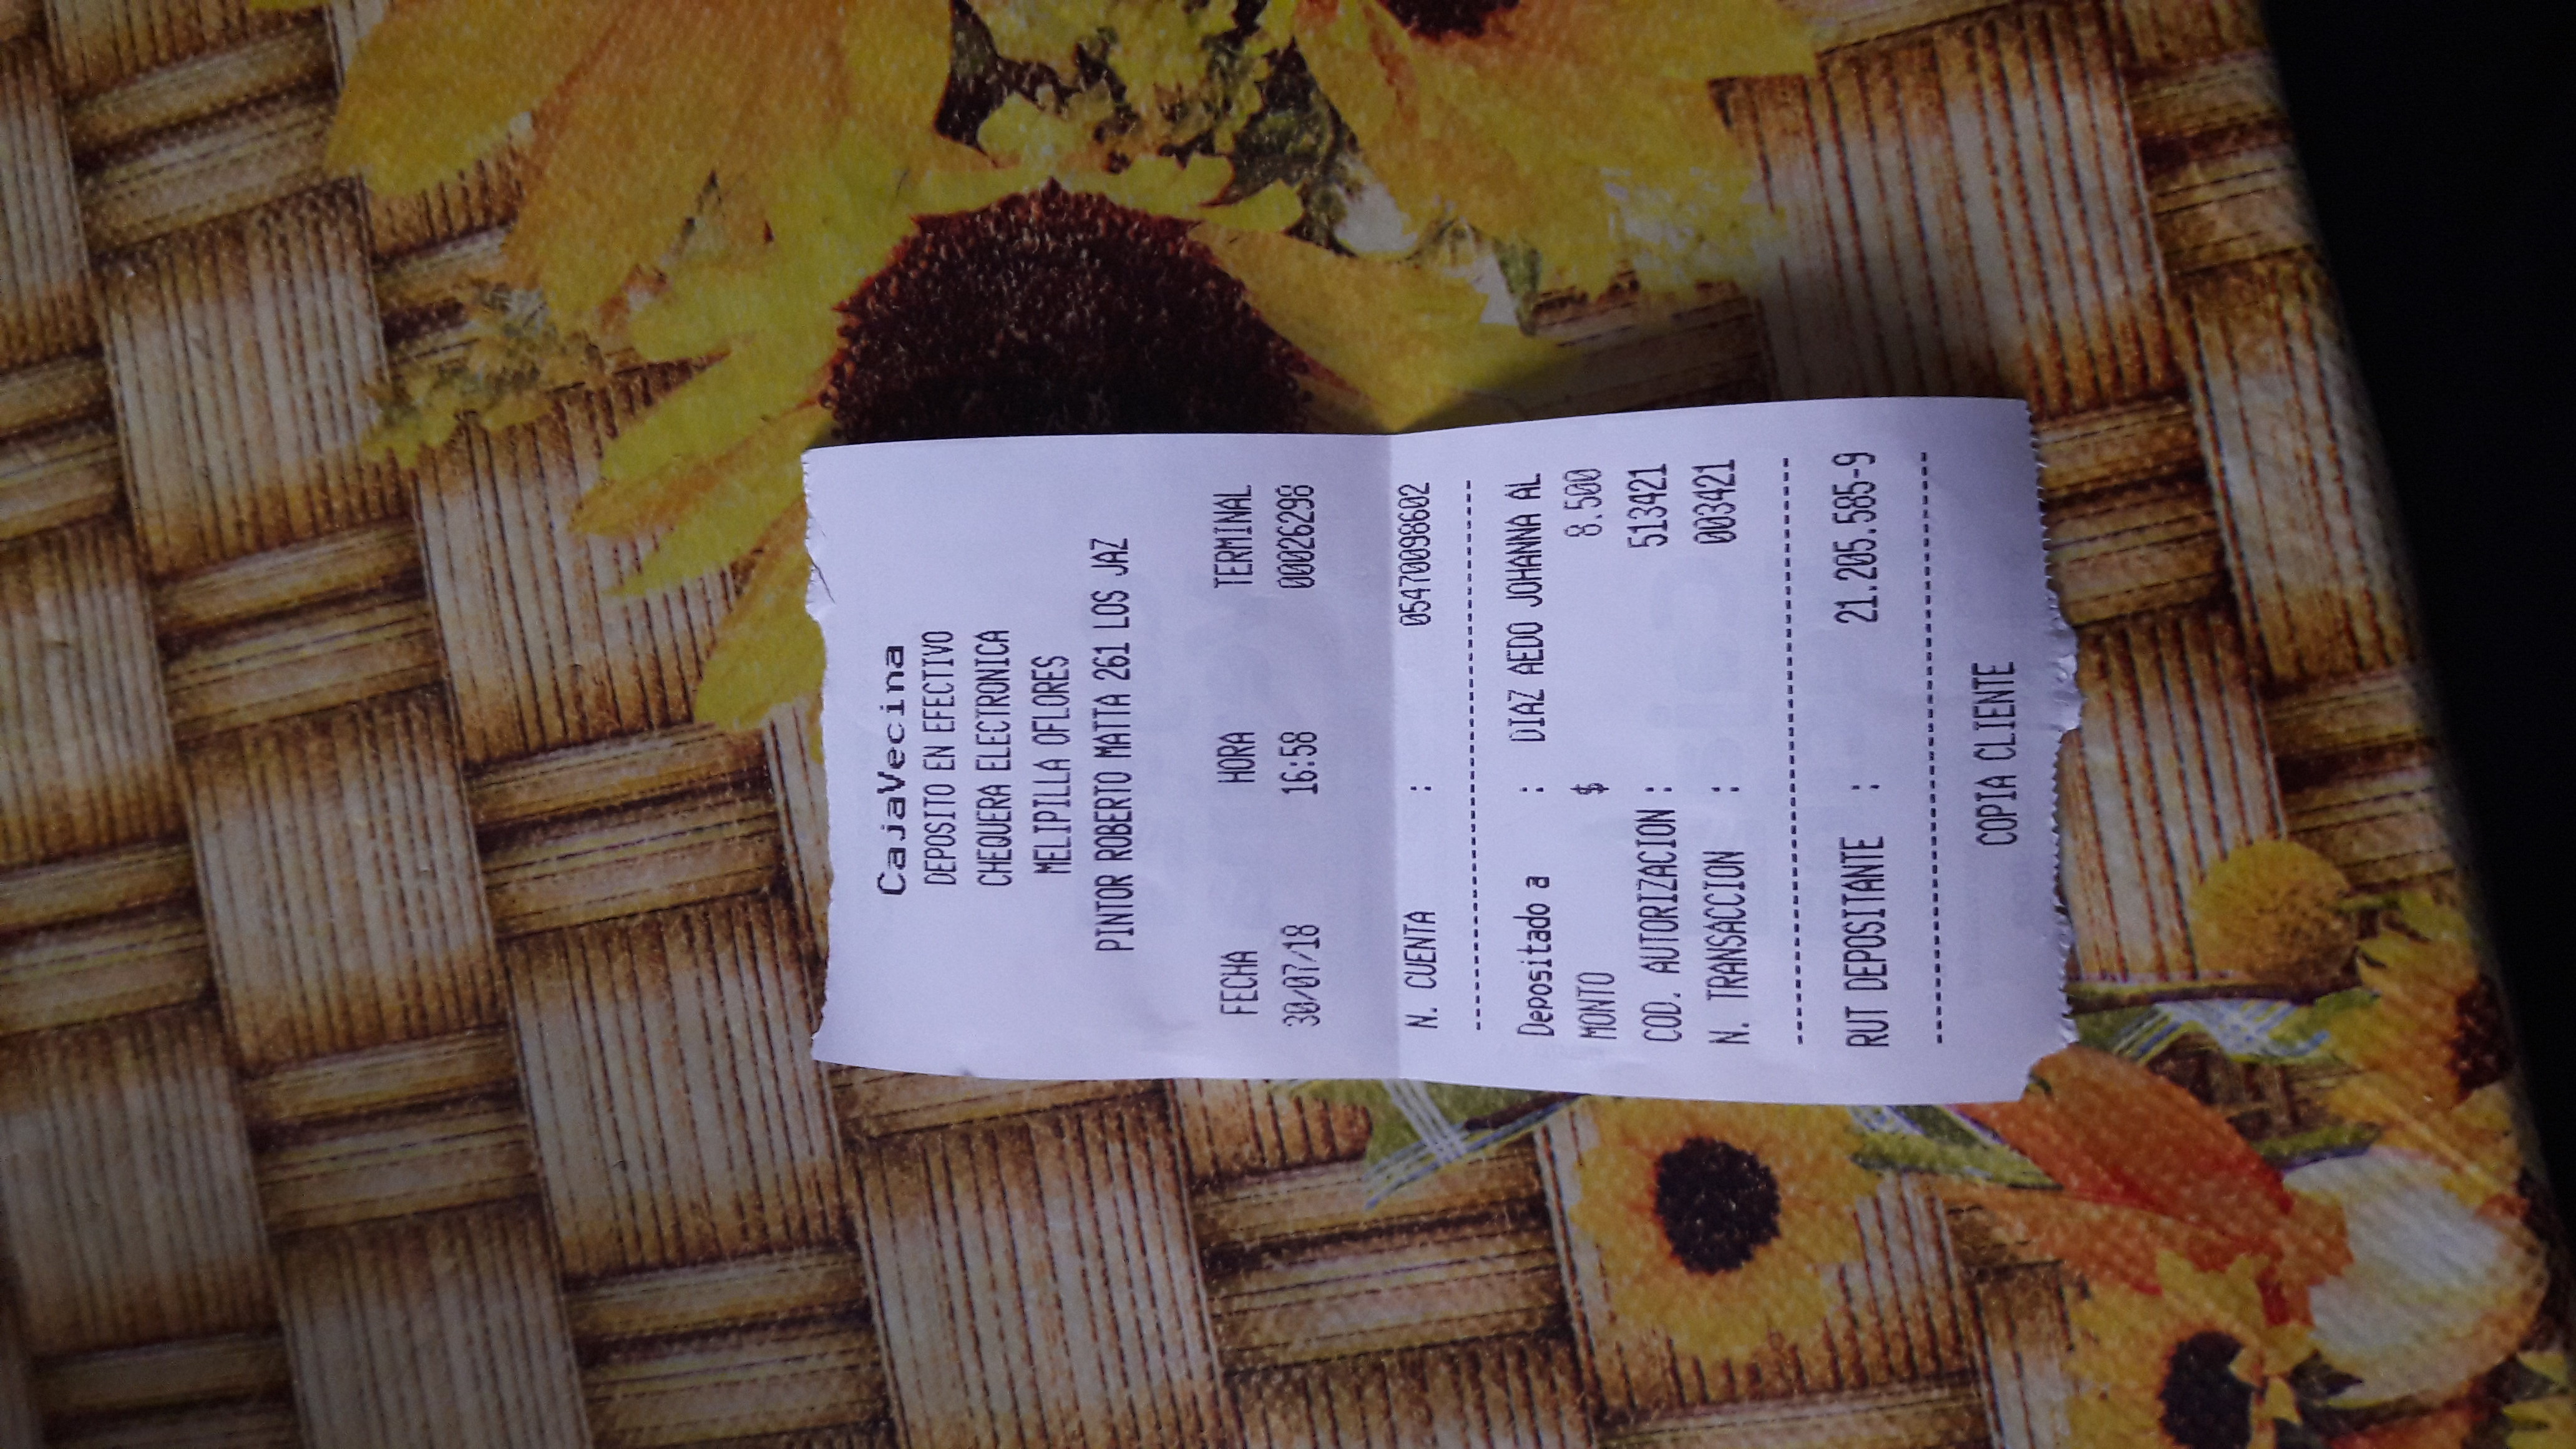 CajaVecina
DEPOSITO EN EFECTIVO
CHEQUERA ELECTRONICA
MELIPILLA OFLORES
PINTOR ROBERTO MATTA 261 LOS JAZ
FECHA HORA TERMINAL
30/07/18 16:58 00026298
N. CUENTA : 05470098602
Depositado a : DIAZ AEDO JOHANNA AL
MONTO $ 8.500
COD. AUTORIZACION : 513421
N. TRANSACCION : 003421
RUT DEPOSITANTE : 21.205.585-9
COPIA CLIENTE